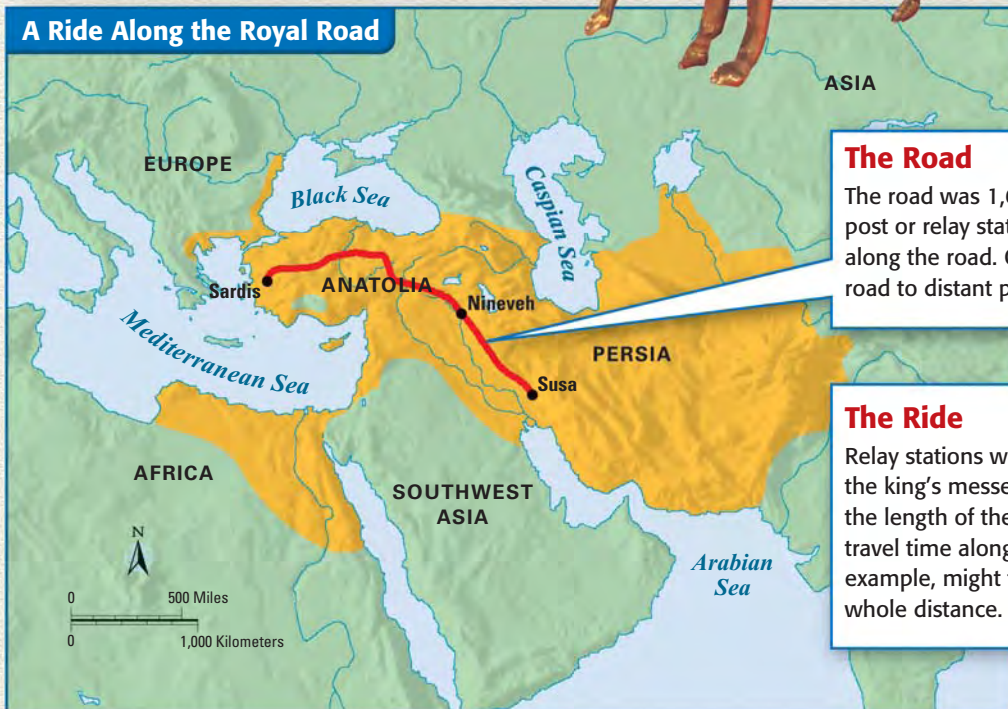 A Ride Along the Royal Road
ASIA
EUROPE
Black Sea
Caspian Sea
The Road
The road was 1,
post or relay stat
along the road.
road to distant p
Sardis
ANATOLIA
Nineveh
Mediterranean Sea
PERSIA
Susa
The Ride
Relay stations w
the king's messe
the length of the
travel time along
example, might
whole distance.
AFRICA
SOUTHWEST
ASIA
Arabian
Sea
N
0 500 Miles
0 1,000 Kilometers